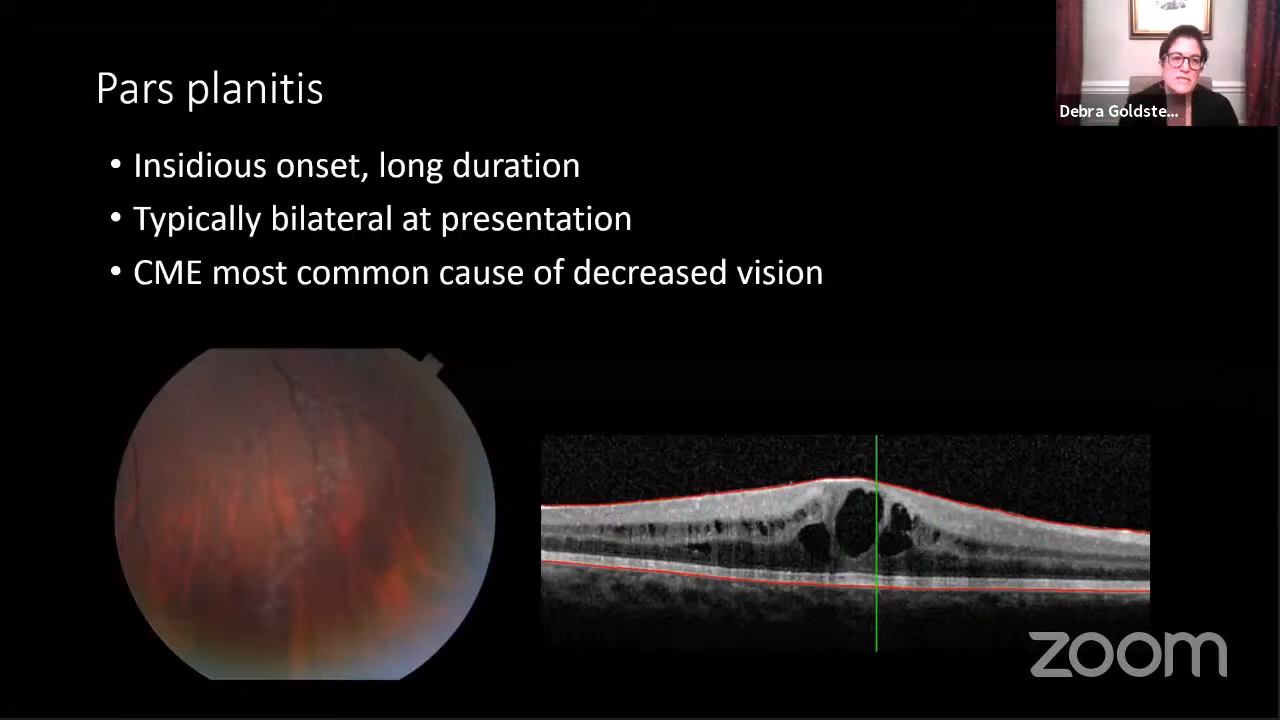 Pars planitis
• Insidious onset, long duration
• Typically bilateral at presentation
• CME most common cause of decreased vision
Debra Goldste...
zoom